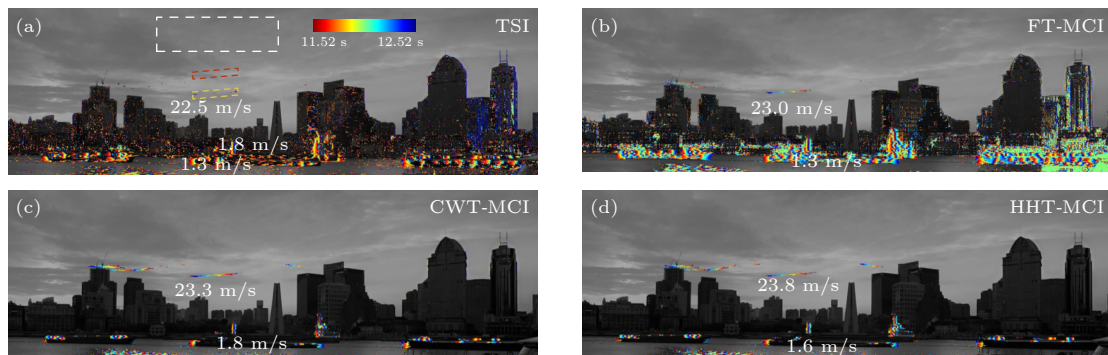 (a)
TSI
11.52 s
12.52 s
22.5 m/s
1.8 m/s
1.3 m/s
(b)
FT-MCI
23.0 m/s
1.3 m/s
(c)
CWT-MCI
23.3 m/s
1.8 m/s
(d)
HHT-MCI
23.8 m/s
1.6 m/s